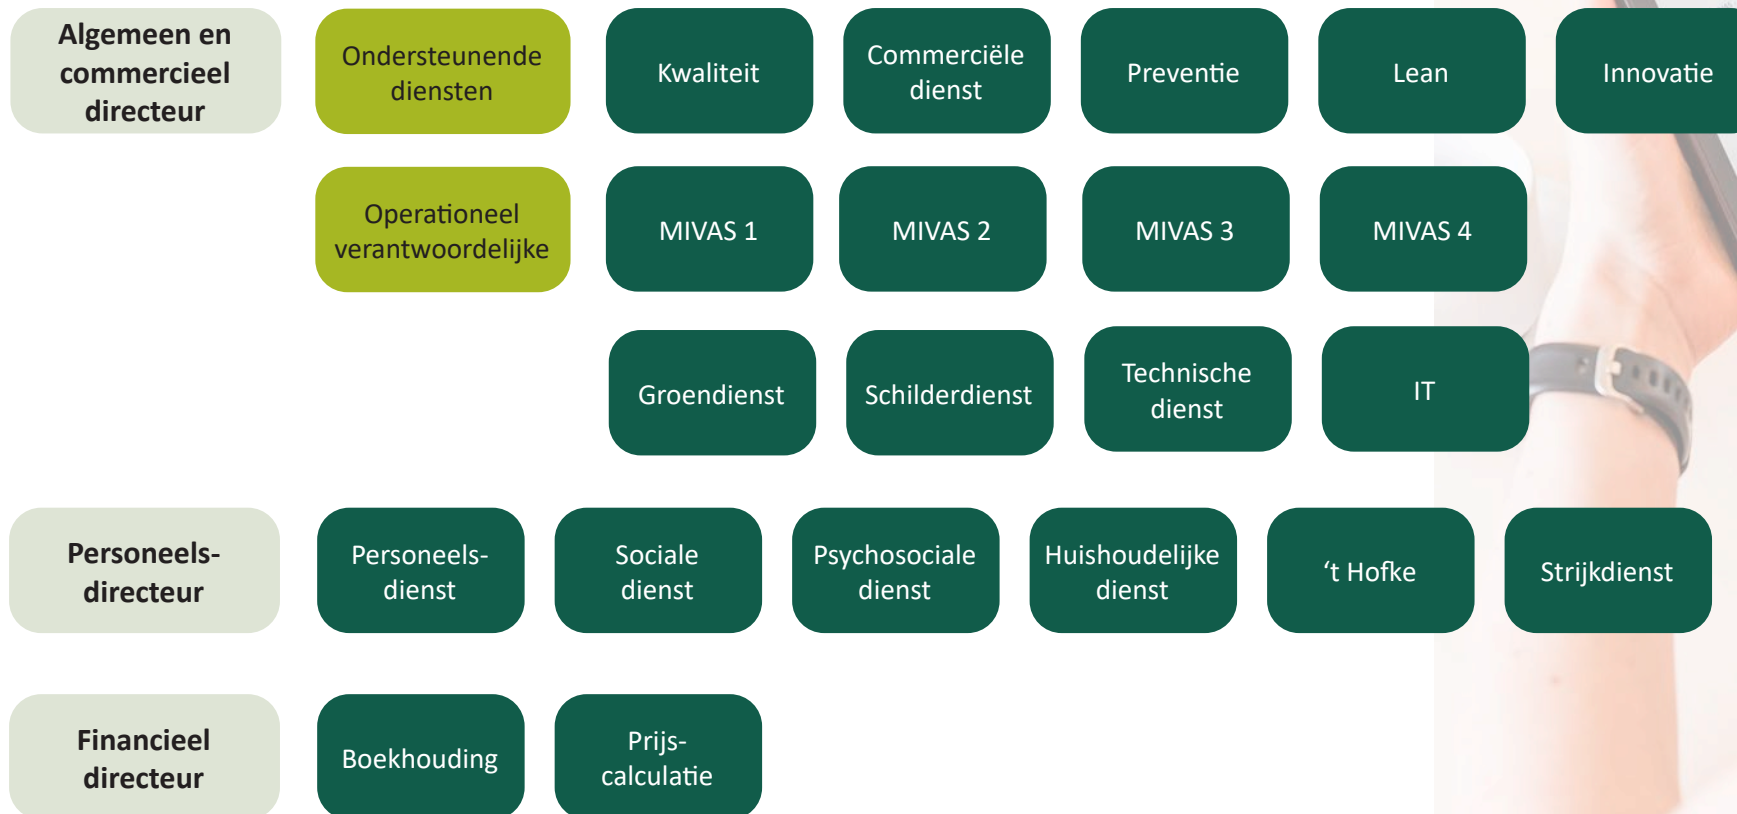 Algemeen en
commercieel
directeur
Ondersteunende
diensten
Kwaliteit
Commerciële
dienst
Preventie
Lean
Innovatie
Operationeel
verantwoordelijke
MIVAS 1
MIVAS 2
MIVAS 3
MIVAS 4
Groendienst
Schilderdienst
Technische
dienst
IT
Personeels-
directeur
Personeels-
dienst
Sociale
dienst
Psychosociale
dienst
Huishoudelijke
dienst
‘t Hofke
Strijkdienst
Financieel
directeur
Boekhouding
Prijs-
calculatie